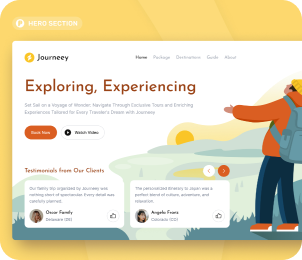 HERO SECTION
Journeey
Home Package Destinations Guide About
Exploring, Experiencing
Set Sail on a Voyage of Wonder, Navigate Through Exclusive Tours and Enriching
Experiences Tailored for Every Traveler's Dream with Journeey
Book Now
Watch Video
Testimonials from Our Clients
Our family trip organized by Journeey was
nothing short of spectacular. Every detail was
carefully planned.
The personalized itinerary to Japan was a
perfect blend of culture, adventure, and
relaxation.
Oscar Family
Delaware (DE)
Angela Franz
Colorado (CO)